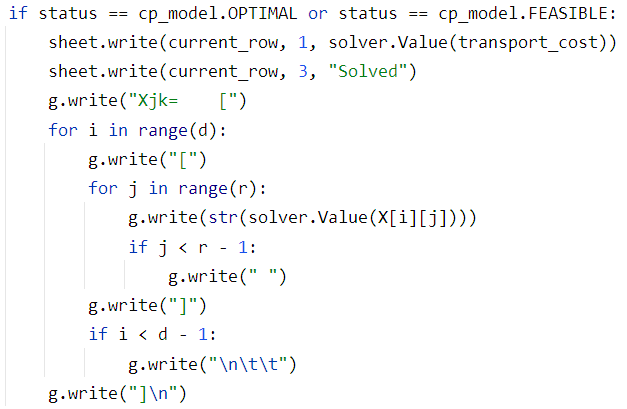 if status == cp_model.OPTIMAL or status == cp_model.FEASIBLE:
    sheet.write(current_row, 1, solver.Value(transport_cost))
    sheet.write(current_row, 3, "Solved")
    g.write("Xjk=    [")
    for i in range(d):
        g.write("[")
        for j in range(r):
            g.write(str(solver.Value(X[i][j])))
            if j < r - 1:
                g.write(" ")
        g.write("]")
        if i < d - 1:
            g.write("\n\t\t")
    g.write("]\n")